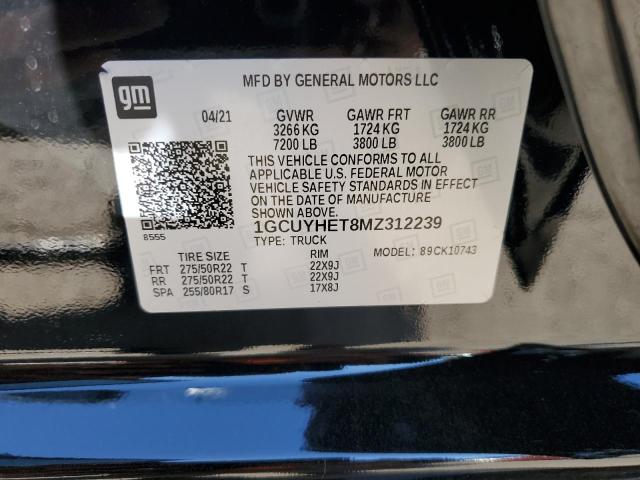 gm
MFD BY GENERAL MOTORS LLC
04/21 GVWR GAWR FRT GAWR RR
3266 KG 1724 KG 1724 KG
7200 LB 3800 LB 3800 LB
THIS VEHICLE CONFORMS TO ALL
APPLICABLE U.S. FEDERAL MOTOR
VEHICLE SAFETY STANDARDS IN EFFECT
ON THE DATE OF MANUFACTURE
SHOWN ABOVE.
8555
1GCUYHET8MZ312239
TYPE: TRUCK MODEL: 89CK10743
TIRE SIZE RIM
FRT 275/50R22 T 22X9J
RR 275/50R22 T 22X9J
SPA 255/80R17 S 17X8J